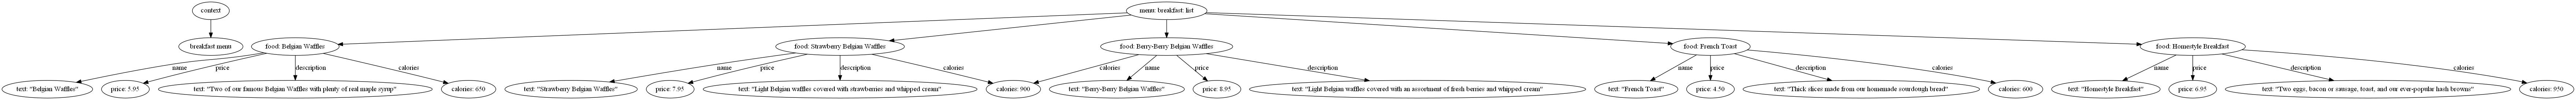 context
menu: breakfast: list
breakfast menu
food: Belgian Waffles
food: Strawberry Belgian Waffles
food: Berry-Berry Belgian Waffles
food: French Toast
food: Homestyle Breakfast
name
price
description
calories
name
price
description
calories
calories
name
price
description
name
price
description
calories
name
price
description
calories
text: "Belgian Waffles"
price: 5.95
text: "Two of our famous Belgian Waffles with plenty of real maple syrup"
calories: 650
text: "Strawberry Belgian Waffles"
price: 7.95
text: "Light Belgian waffles covered with strawberries and whipped cream"
calories: 900
text: "Berry-Berry Belgian Waffles"
price: 8.95
text: "Light Belgian waffles covered with an assortment of fresh berries and whipped cream"
text: "French Toast"
price: 4.50
text: "Thick slices made from our homemade sourdough bread"
calories: 600
text: "Homestyle Breakfast"
price: 6.95
text: "Two eggs, bacon or sausage, toast, and our ever-popular hash browns"
calories: 950